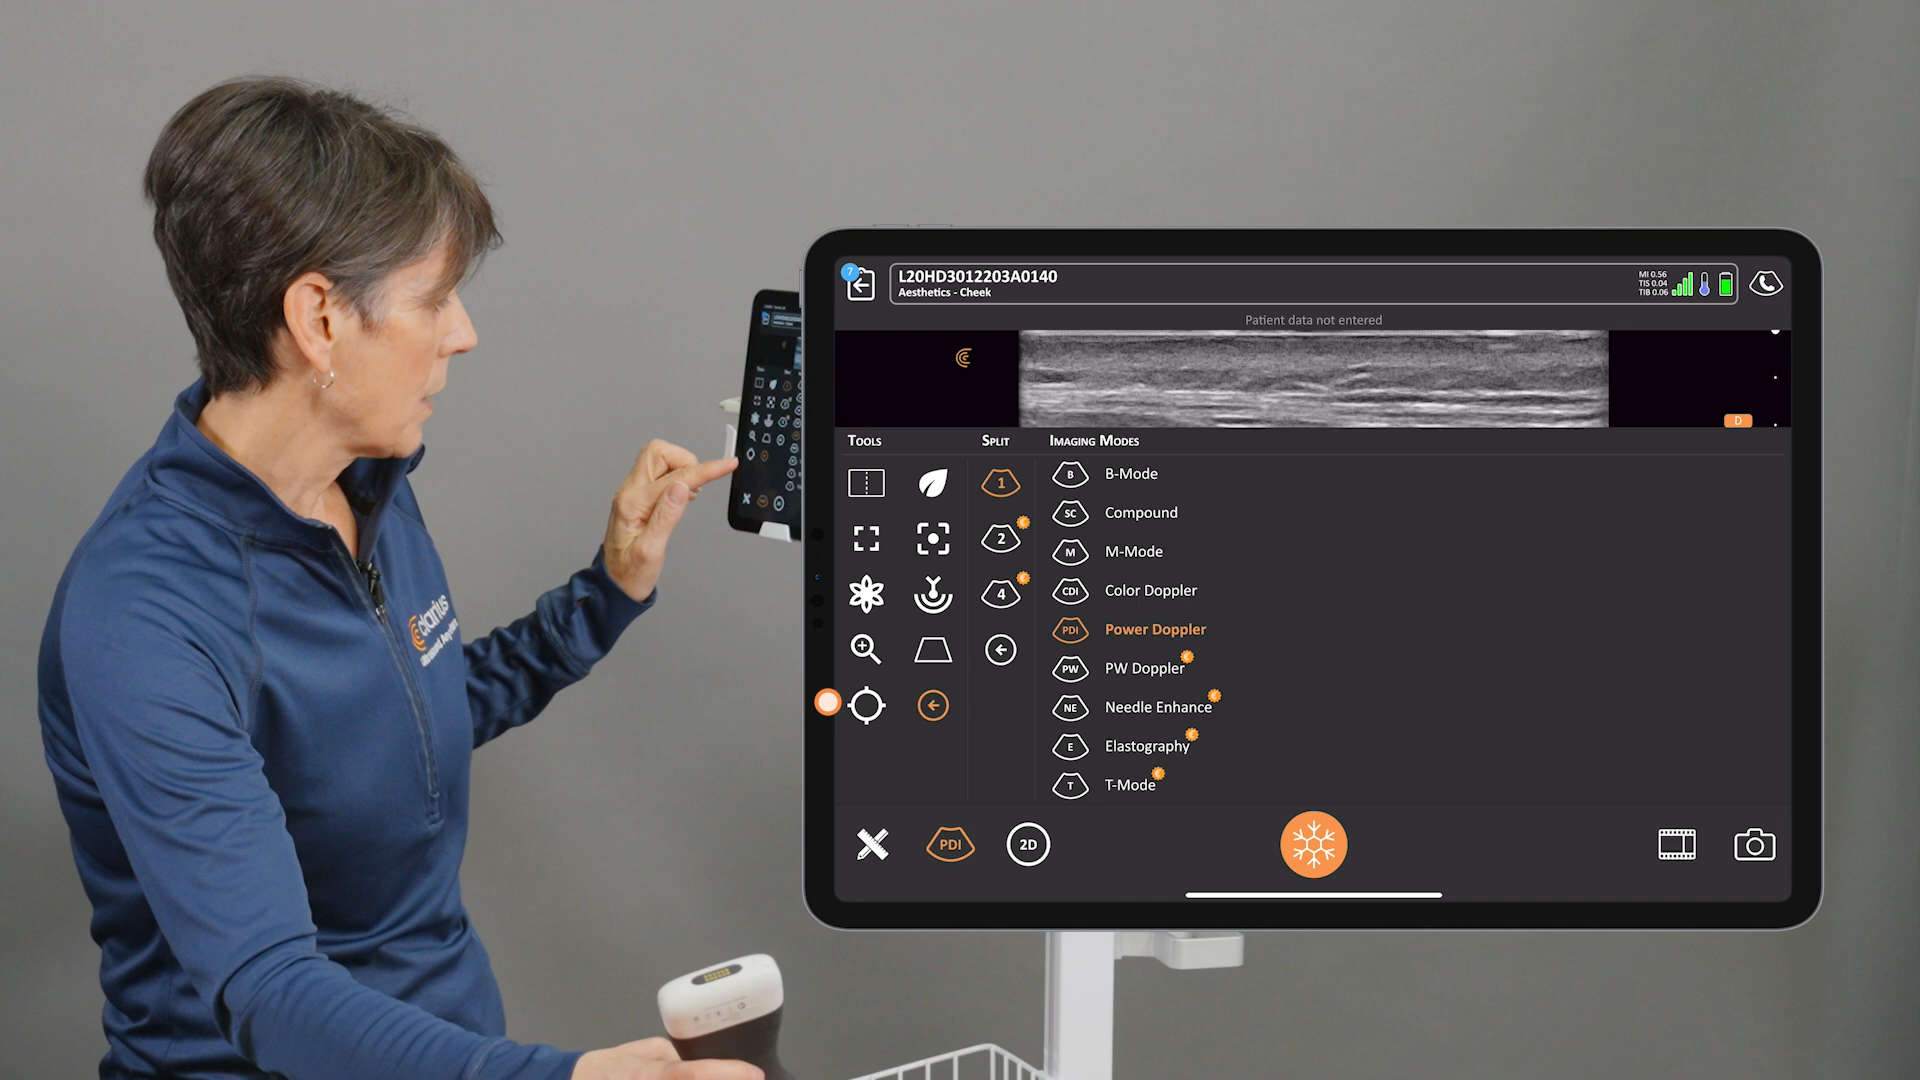 7
L20HD3012203A0140
Aesthetics - Cheek
MI 0.56
TIS 0.04
TIB 0.06
Patient data not entered
D
TOOLS
SPLIT
IMAGING MODES
1
2
4
B B-Mode
SC Compound
M M-Mode
CDI Color Doppler
PDI Power Doppler
PW PW Doppler
NE Needle Enhance
E Elastography
T T-Mode
PDI
2D
clarius